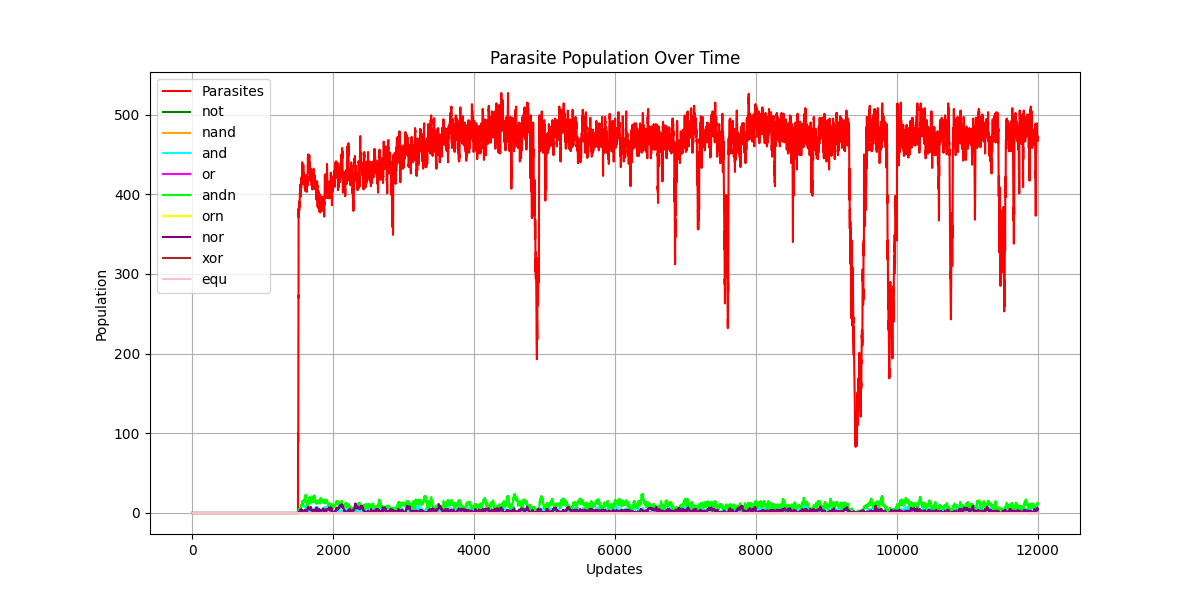 Parasite Population Over Time
Parasites
not
nand
and
or
andn
orn
nor
xor
equ
Population
500
400
300
200
100
0
0 2000 4000 6000 8000 10000 12000
Updates